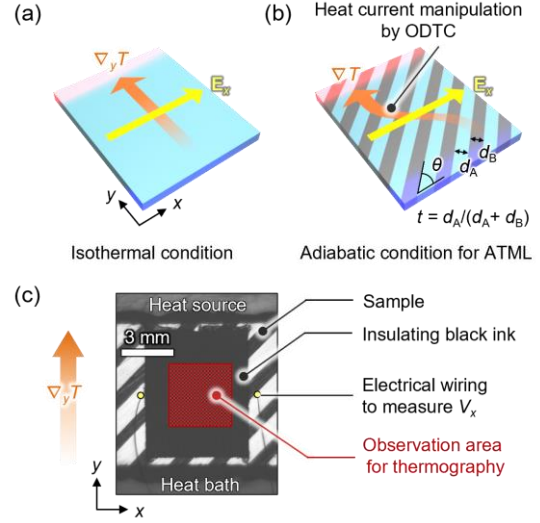 (a)
∇yT
Ex
y
x
Isothermal condition
(b)
Heat current manipulation
by ODTC
∇T
Ex
θ
dA
dB
t = dA/(dA + dB)
Adiabatic condition for ATML
(c)
Heat source
3 mm
∇yT
y
x
Heat bath
Sample
Insulating black ink
Electrical wiring
to measure Vx
Observation area
for thermography